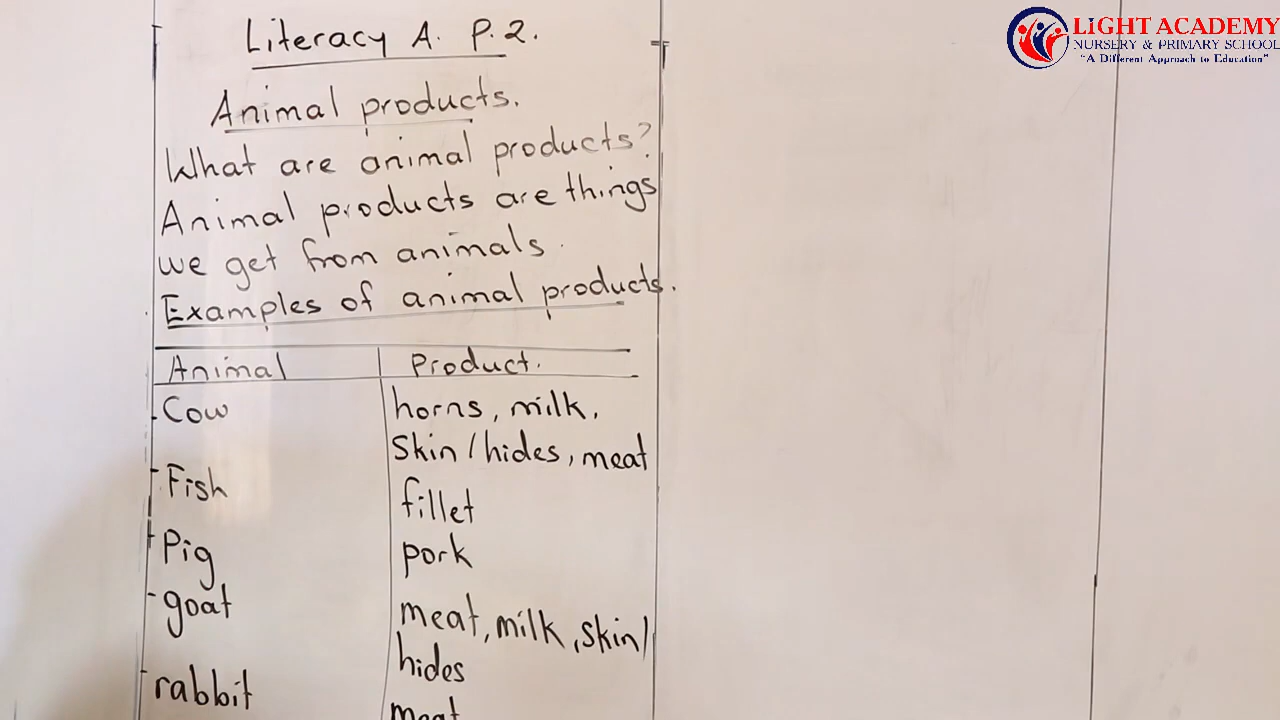 Literacy A. P.2.
LiGHT ACADEMY
NURSERY & PRIMARY SCHOOL
"A Different Approach to Education"
Animal products.
What are animal products?
Animal products are things
we get from animals.
Examples of animal products.
Animal Product.
Cow horns, milk,
Skin/hides, meat
Fish fillet
Pig pork
goat meat, milk, skin/
hides
rabbit meat